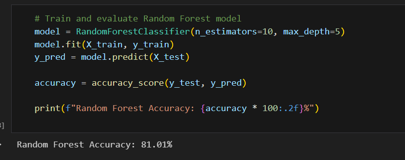 # Train and evaluate Random Forest model
model = RandomForestClassifier(n_estimators=10, max_depth=5)
model.fit(X_train, y_train)
y_pred = model.predict(X_test)
accuracy = accuracy_score(y_test, y_pred)
print(f"Random Forest Accuracy: {accuracy * 100:.2f}%")
Random Forest Accuracy: 81.01%